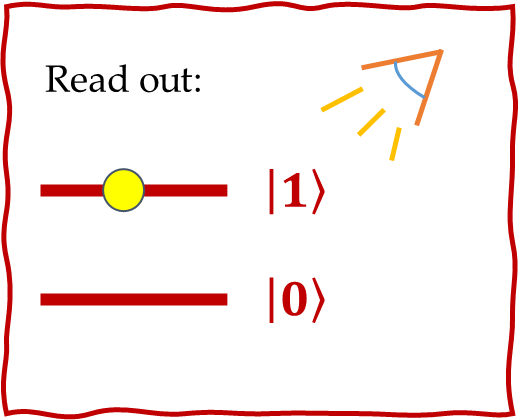 Read out:
|1⟩
|0⟩